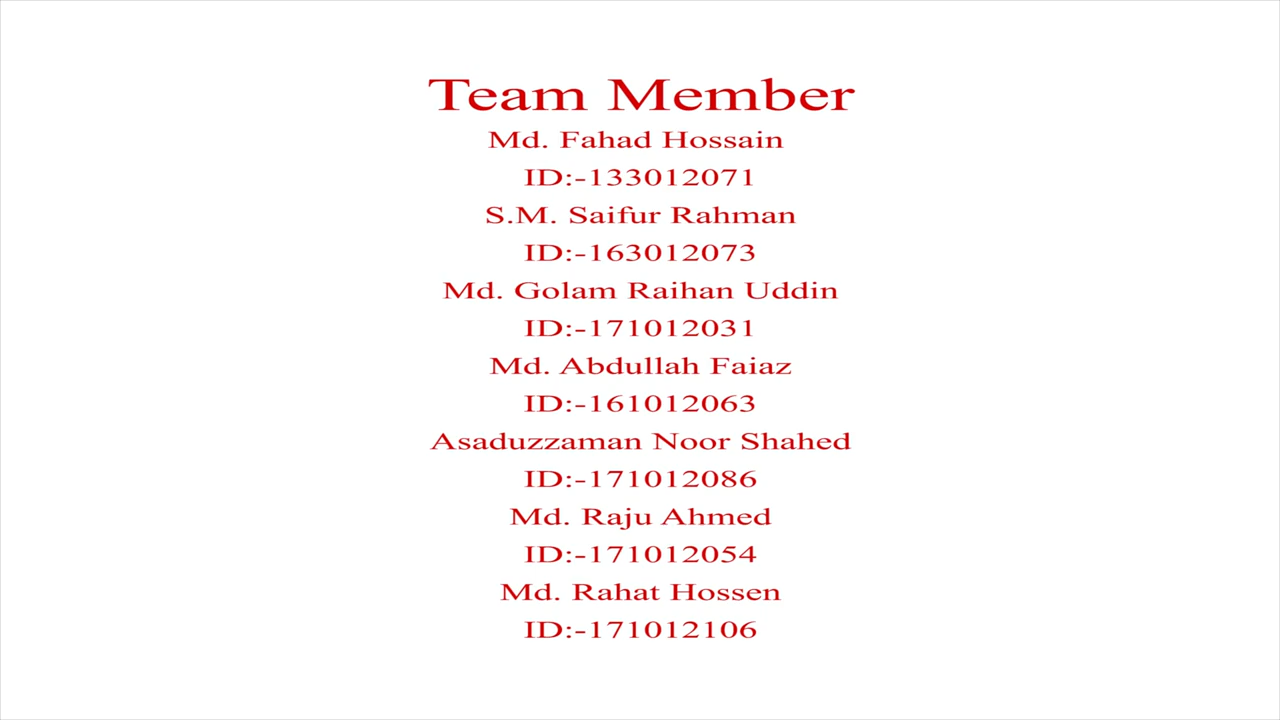 Team Member
Md. Fahad Hossain
ID:-133012071
S.M. Saifur Rahman
ID:-163012073
Md. Golam Raihan Uddin
ID:-171012031
Md. Abdullah Faiaz
ID:-161012063
Asaduzzaman Noor Shahed
ID:-171012086
Md. Raju Ahmed
ID:-171012054
Md. Rahat Hossen
ID:-171012106